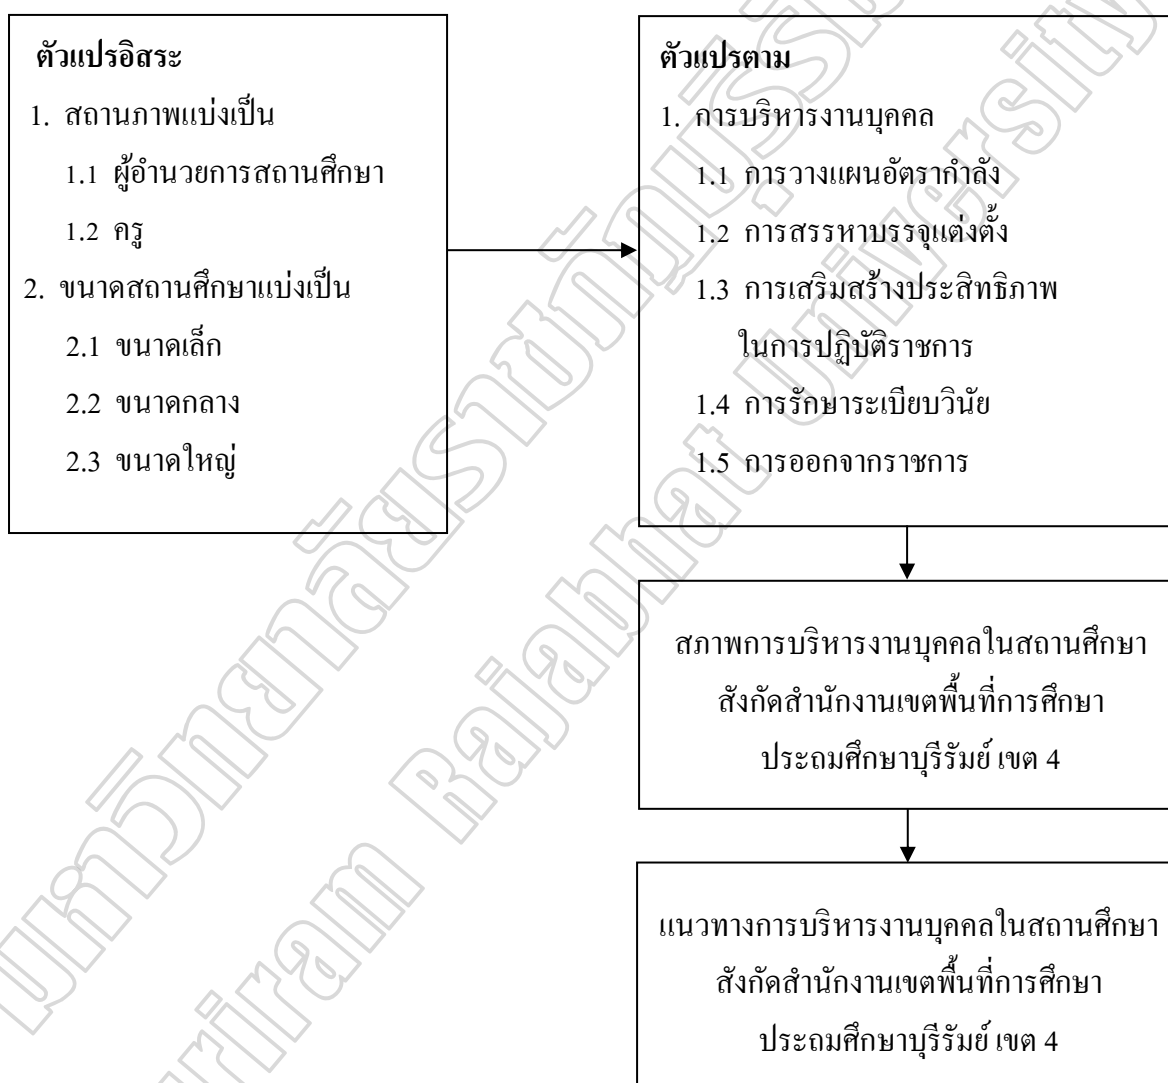 ตัวแปรอิสระ
1. สถานภาพแบ่งเป็น
1.1 ผู้อำนวยการสถานศึกษา
1.2 ครู
2. ขนาดสถานศึกษาแบ่งเป็น
2.1 ขนาดเล็ก
2.2 ขนาดกลาง
2.3 ขนาดใหญ่
ตัวแปรตาม
1. การบริหารงานบุคคล
1.1 การวางแผนอัตรากำลัง
1.2 การสรรหาบรรจุแต่งตั้ง
1.3 การเสริมสร้างประสิทธิภาพ
ในการปฏิบัติราชการ
1.4 การรักษาระเบียบวินัย
1.5 การออกจากราชการ
สภาพการบริหารงานบุคคลในสถานศึกษา
สังกัดสำนักงานเขตพื้นที่การศึกษา
ประถมศึกษาบุรีรัมย์ เขต 4
แนวทางการบริหารงานบุคคลในสถานศึกษา
สังกัดสำนักงานเขตพื้นที่การศึกษา
ประถมศึกษาบุรีรัมย์ เขต 4
Rajabhat University